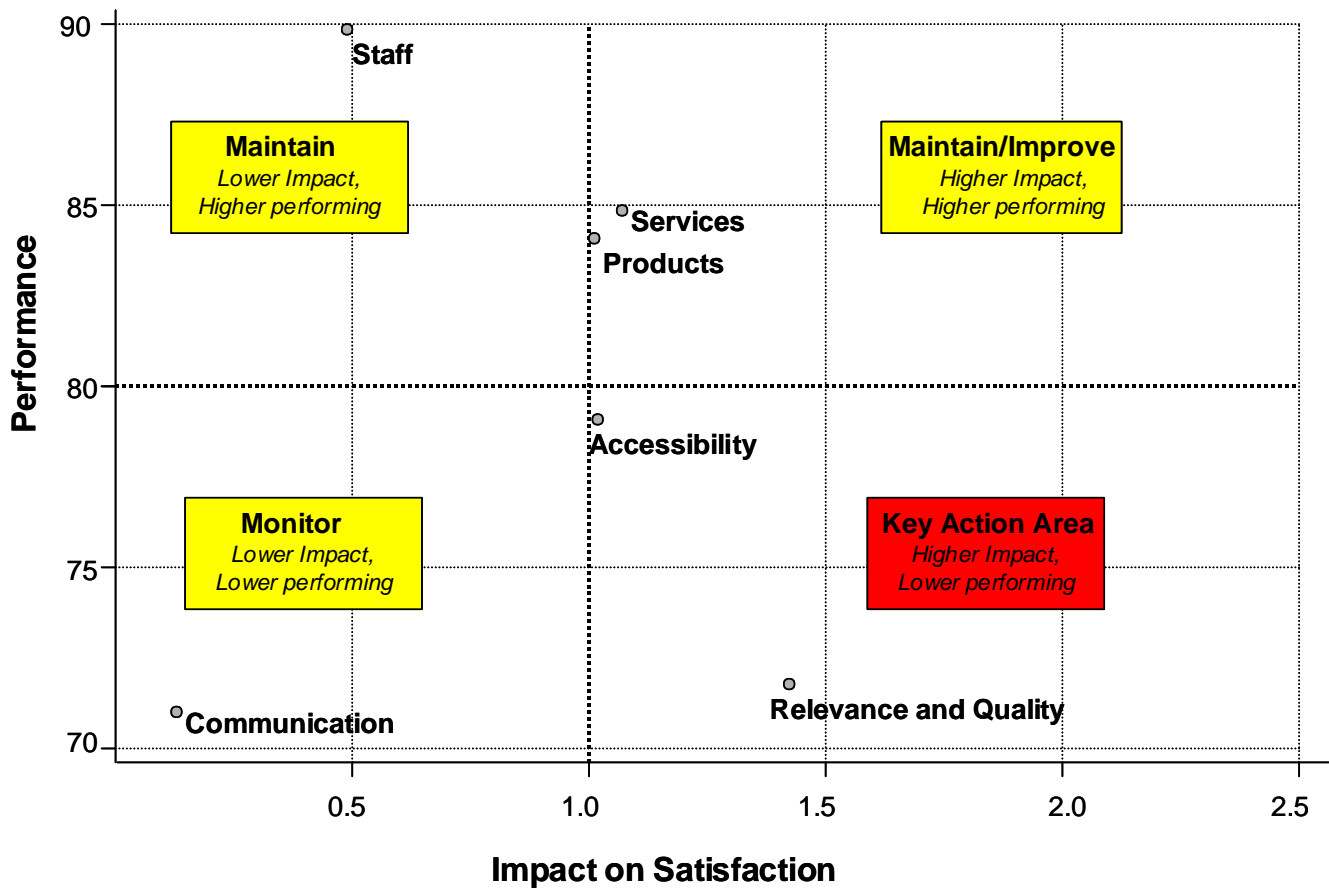 90
Staff
Maintain
Lower Impact,
Higher performing
Maintain/Improve
Higher Impact,
Higher performing
85
Services
Products
Performance
80
Accessibility
Monitor
Lower Impact,
Lower performing
Key Action Area
Higher Impact,
Lower performing
75
Relevance and Quality
Communication
70
0.5 1.0 1.5 2.0 2.5
Impact on Satisfaction